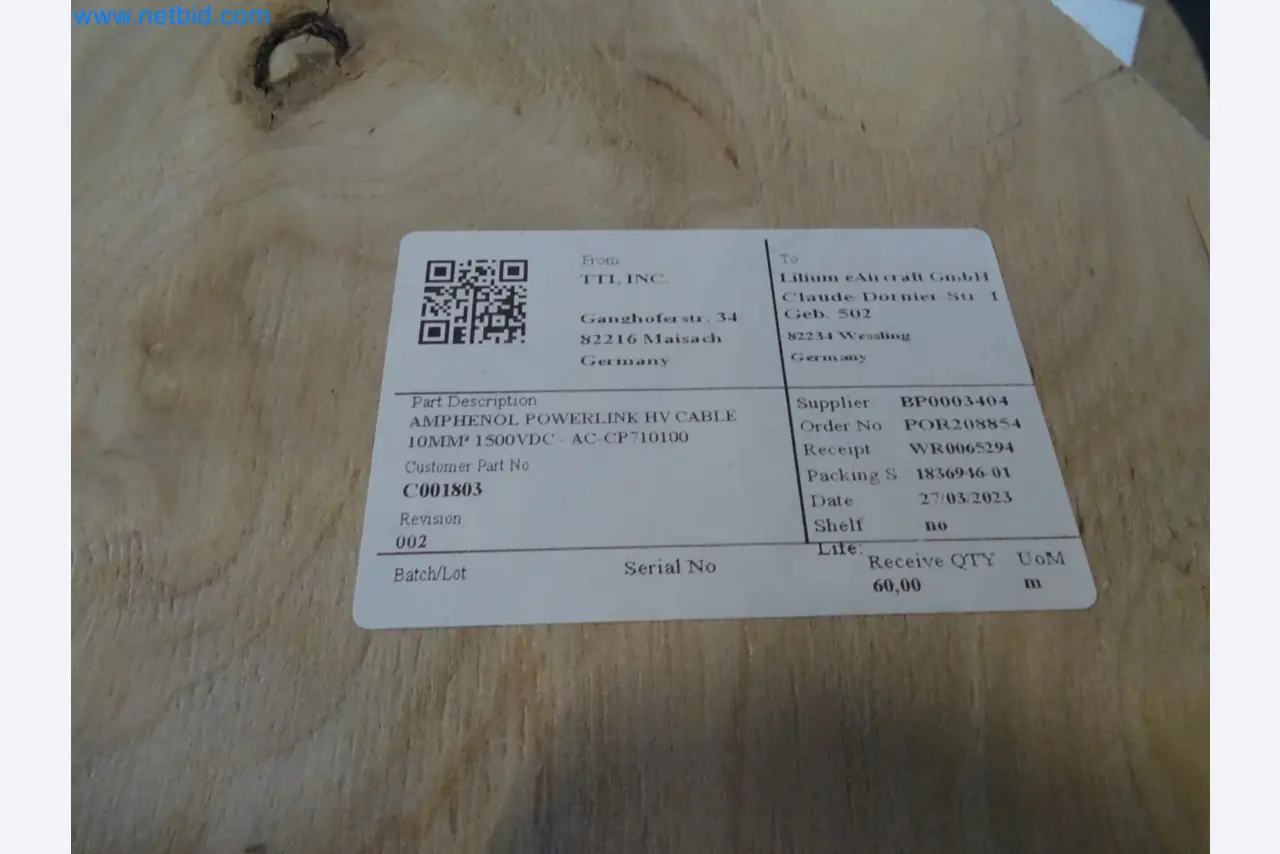 www.netbid.com
From
TTI, INC.
Ganghoferstr. 34
82216 Maisach
Germany
To
Lilium eAircraft GmbH
Claude Dornier Str 1
Geb. 502
82234 Wessling
Germany
Part Description
AMPHENOL POWERLINK HV CABLE
10MM² 1500VDC - AC-CP710100
Customer Part No
C001803
Revision
002
Supplier BP0003404
Order No POR208854
Receipt WR0065294
Packing S 1836946-01
Date 27/03/2023
Shelf no
Life:
Batch/Lot
Serial No
Receive QTY UoM
60,00 m